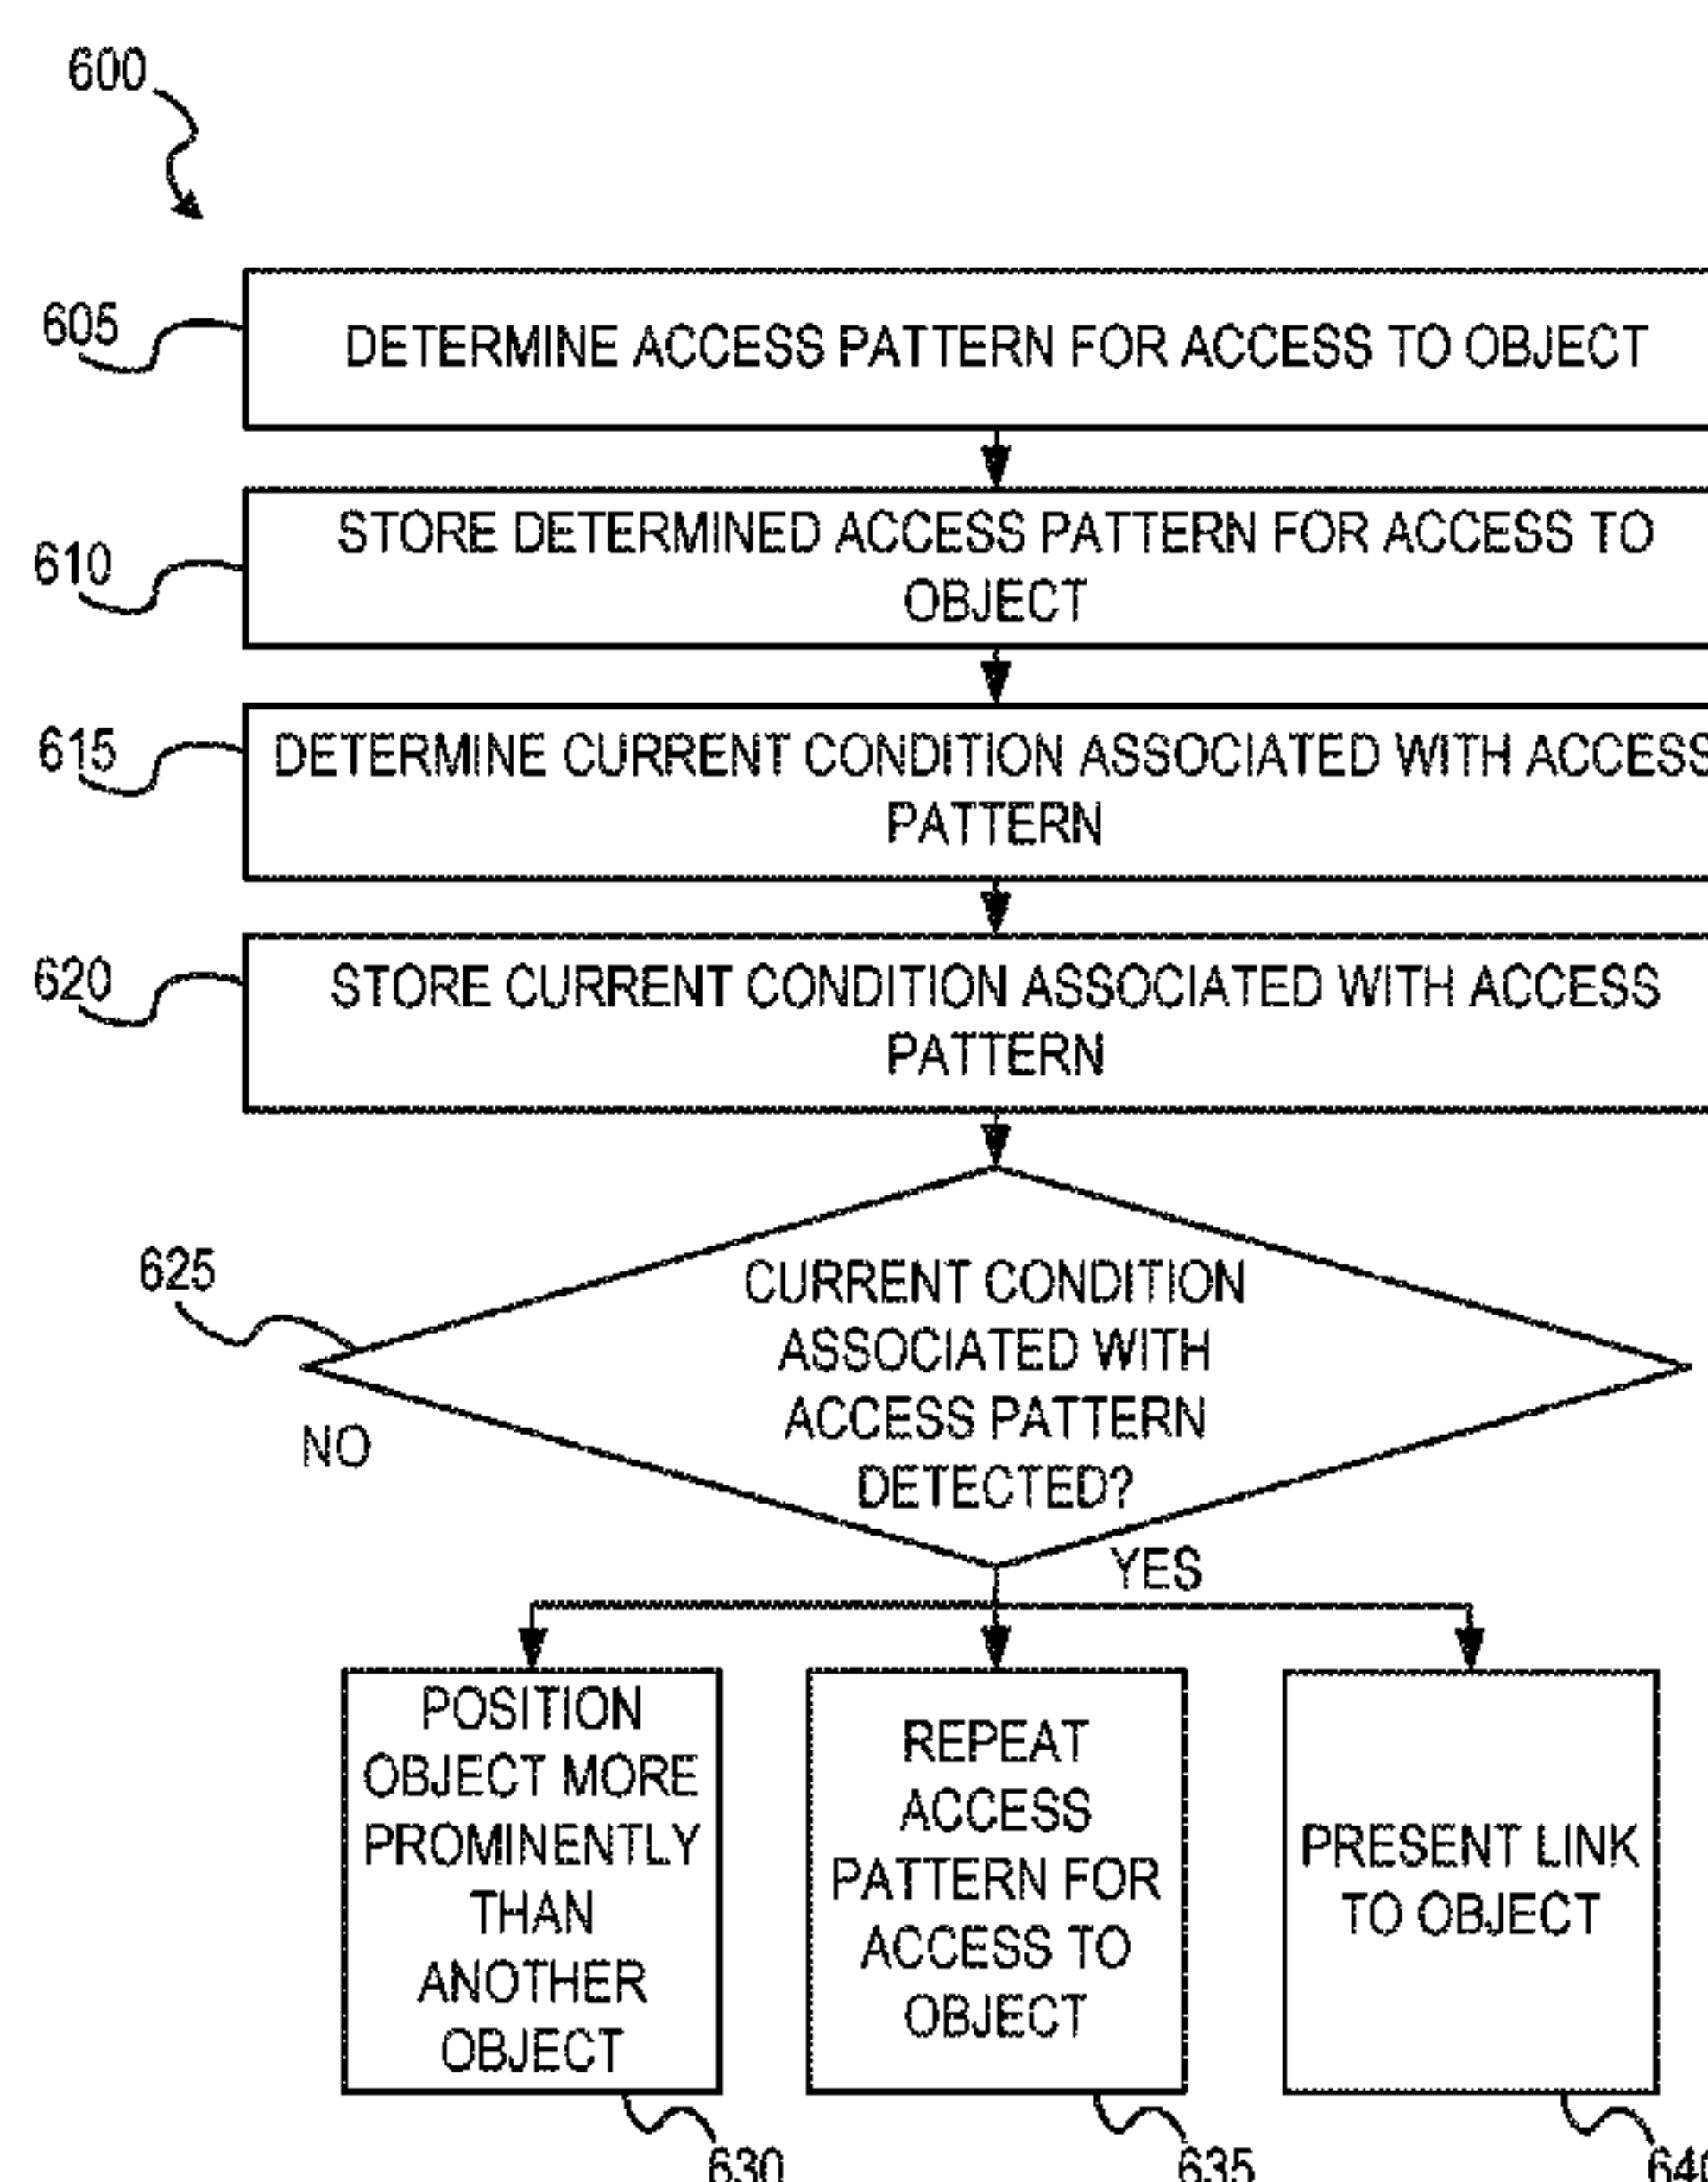 600
605
DETERMINE ACCESS PATTERN FOR ACCESS TO OBJECT
610
STORE DETERMINED ACCESS PATTERN FOR ACCESS TO
OBJECT
615
DETERMINE CURRENT CONDITION ASSOCIATED WITH ACCESS
PATTERN
620
STORE CURRENT CONDITION ASSOCIATED WITH ACCESS
PATTERN
625
CURRENT CONDITION
ASSOCIATED WITH
ACCESS PATTERN
DETECTED?
NO
YES
POSITION
OBJECT MORE
PROMINENTLY
THAN
ANOTHER
OBJECT
REPEAT
ACCESS
PATTERN FOR
ACCESS TO
OBJECT
PRESENT LINK
TO OBJECT
630
635
640